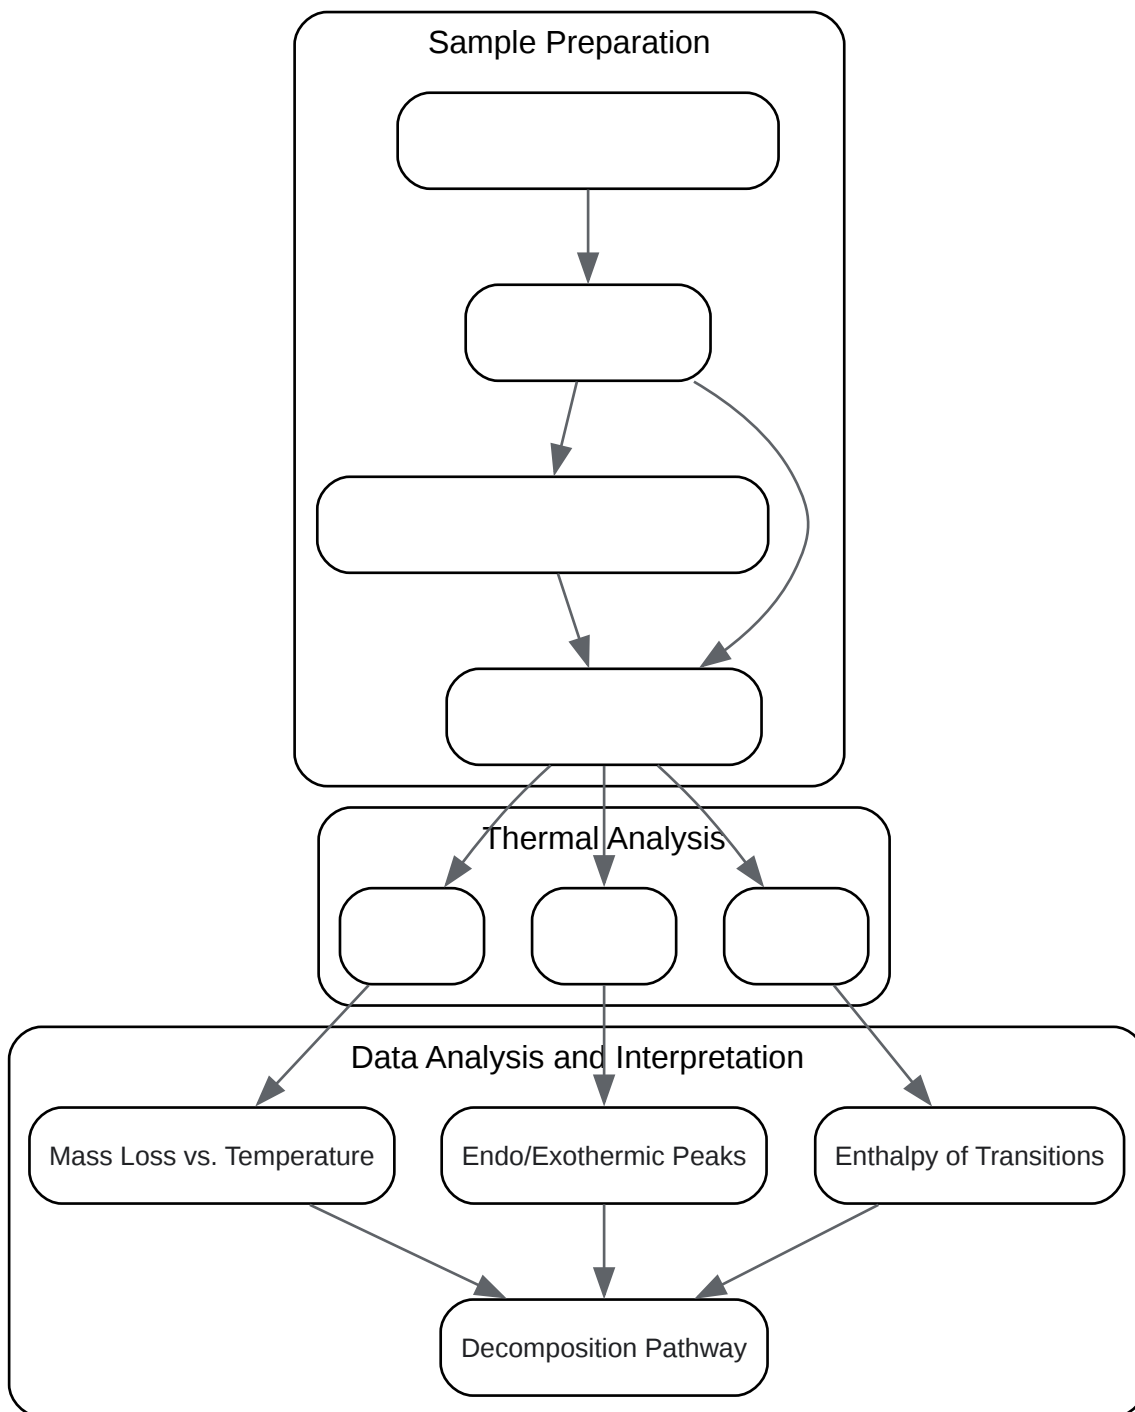 Sample Preparation
Thermal Analysis
Data Analysis and Interpretation
Mass Loss vs. Temperature
Endo/Exothermic Peaks
Enthalpy of Transitions
Decomposition Pathway